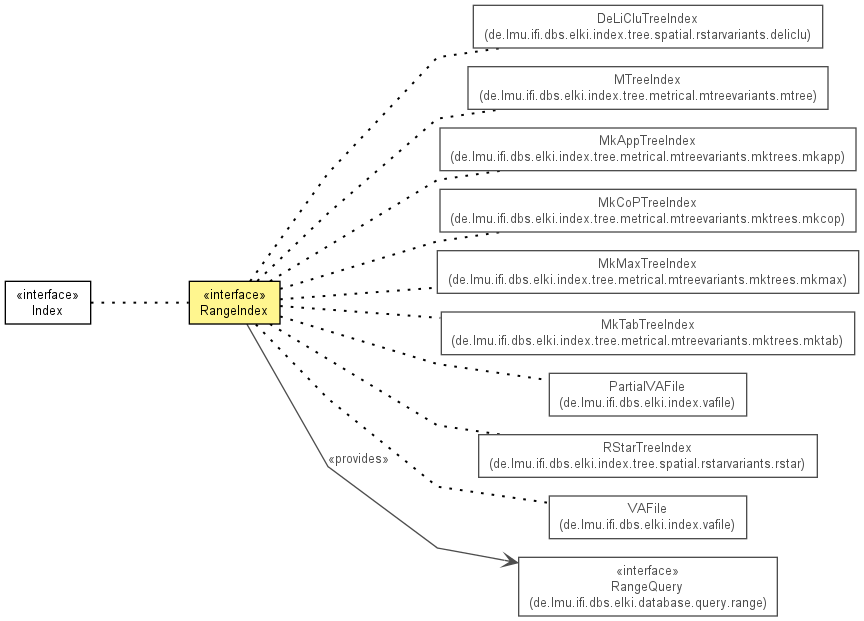 DeLiCluTreeIndex
(de.lmu.ifi.dbs.elki.index.tree.spatial.rstarvariants.deliclu)
MTreeIndex
(de.lmu.ifi.dbs.elki.index.tree.metrical.mtreevariants.mtree)
MkAppTreeIndex
(de.lmu.ifi.dbs.elki.index.tree.metrical.mtreevariants.mktrees.mkapp)
MkCoPTreeIndex
(de.lmu.ifi.dbs.elki.index.tree.metrical.mtreevariants.mktrees.mkcop)
MkMaxTreeIndex
(de.lmu.ifi.dbs.elki.index.tree.metrical.mtreevariants.mktrees.mkmax)
«interface»
Index
«interface»
RangeIndex
MkTabTreeIndex
(de.lmu.ifi.dbs.elki.index.tree.metrical.mtreevariants.mktrees.mktab)
PartialVAFile
(de.lmu.ifi.dbs.elki.index.vafile)
RStarTreeIndex
(de.lmu.ifi.dbs.elki.index.tree.spatial.rstarvariants.rstar)
«provides»
VAFile
(de.lmu.ifi.dbs.elki.index.vafile)
«interface»
RangeQuery
(de.lmu.ifi.dbs.elki.database.query.range)